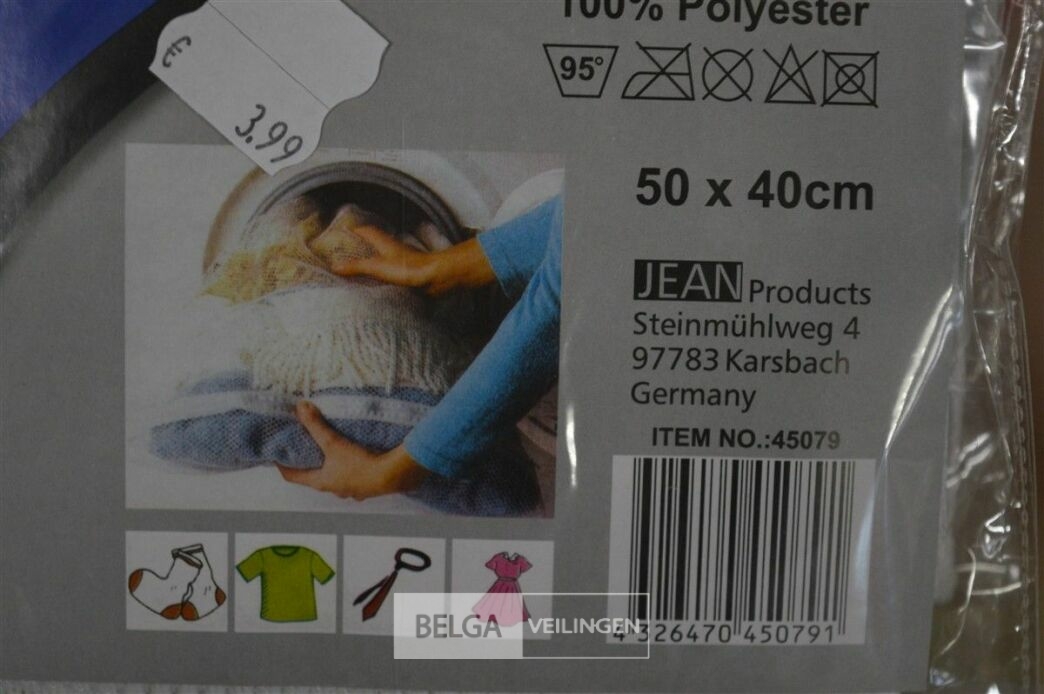 100% Polyester
€
3.99
95°
50 x 40cm
JEAN Products
Steinmühlweg 4
97783 Karsbach
Germany
ITEM NO.:45079
4 326470 450791
BELGA VEILINGEN